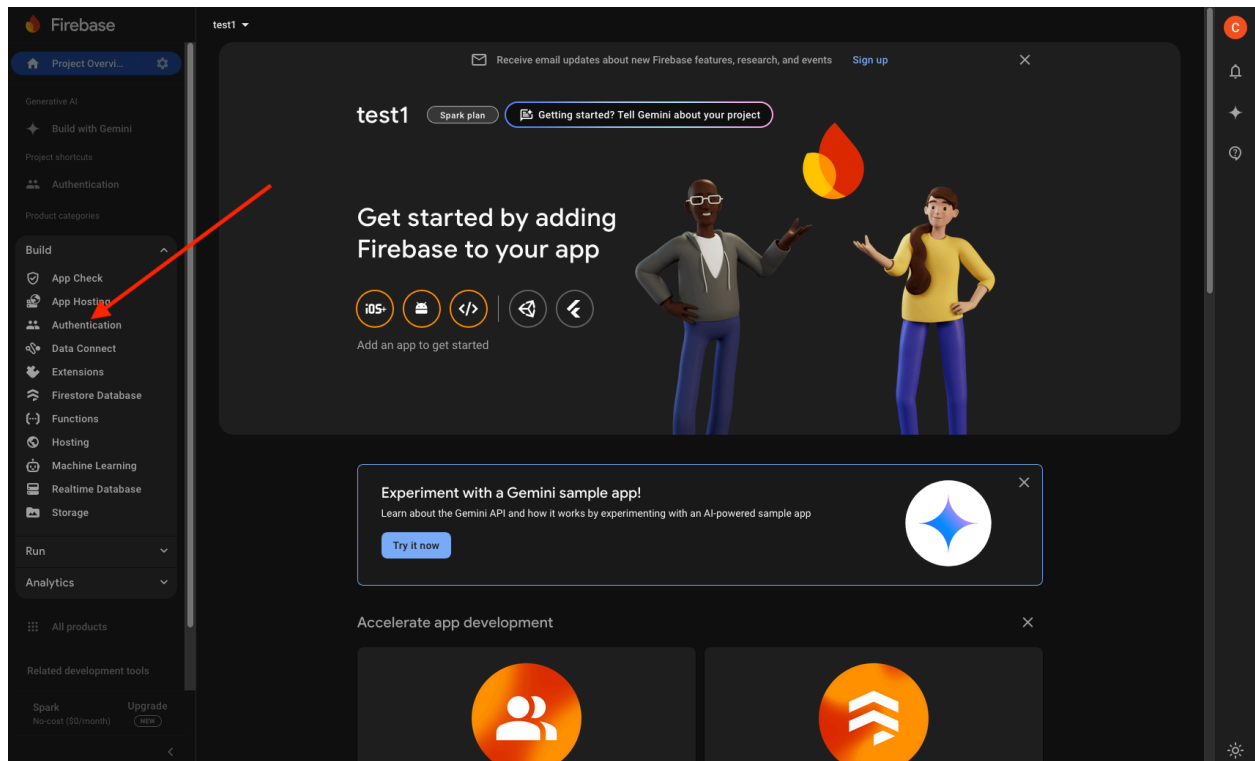 Firebase
test1
Project Overvi...
Generative AI
Build with Gemini
Project shortcuts
Authentication
Product categories
Build
App Check
App Hosting
Authentication
Data Connect
Extensions
Firestore Database
Functions
Hosting
Machine Learning
Realtime Database
Storage
Run
Analytics
All products
Related development tools
Spark
No-cost ($0/month)
Upgrade
NEW
Receive email updates about new Firebase features, research, and events Sign up
test1 Spark plan Getting started? Tell Gemini about your project
Get started by adding
Firebase to your app
iOS+ </>
Add an app to get started
Experiment with a Gemini sample app!
Learn about the Gemini API and how it works by experimenting with an AI-powered sample app
Try it now
Accelerate app development
C